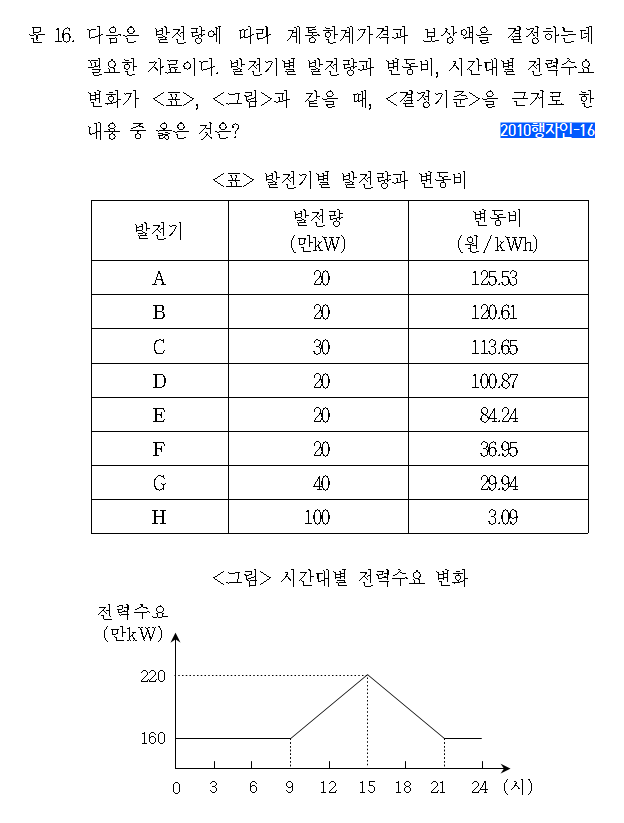 문 16. 다음은 발전량에 따라 계통한계가격과 보상액을 결정하는데
필요한 자료이다. 발전기별 발전량과 변동비, 시간대별 전력수요
변화가 <표>, <그림>과 같을 때, <결정기준>을 근거로 한
내용 중 옳은 것은?
2010행자인-16
<표> 발전기별 발전량과 변동비
발전기 발전량 (만kW) 변동비 (원/kWh)
A 20 125.53
B 20 120.61
C 30 113.65
D 20 100.87
E 20 84.24
F 20 36.95
G 40 29.94
H 100 3.09
<그림> 시간대별 전력수요 변화
전력수요
(만kW)
220
160
0 3 6 9 12 15 18 21 24 (시)